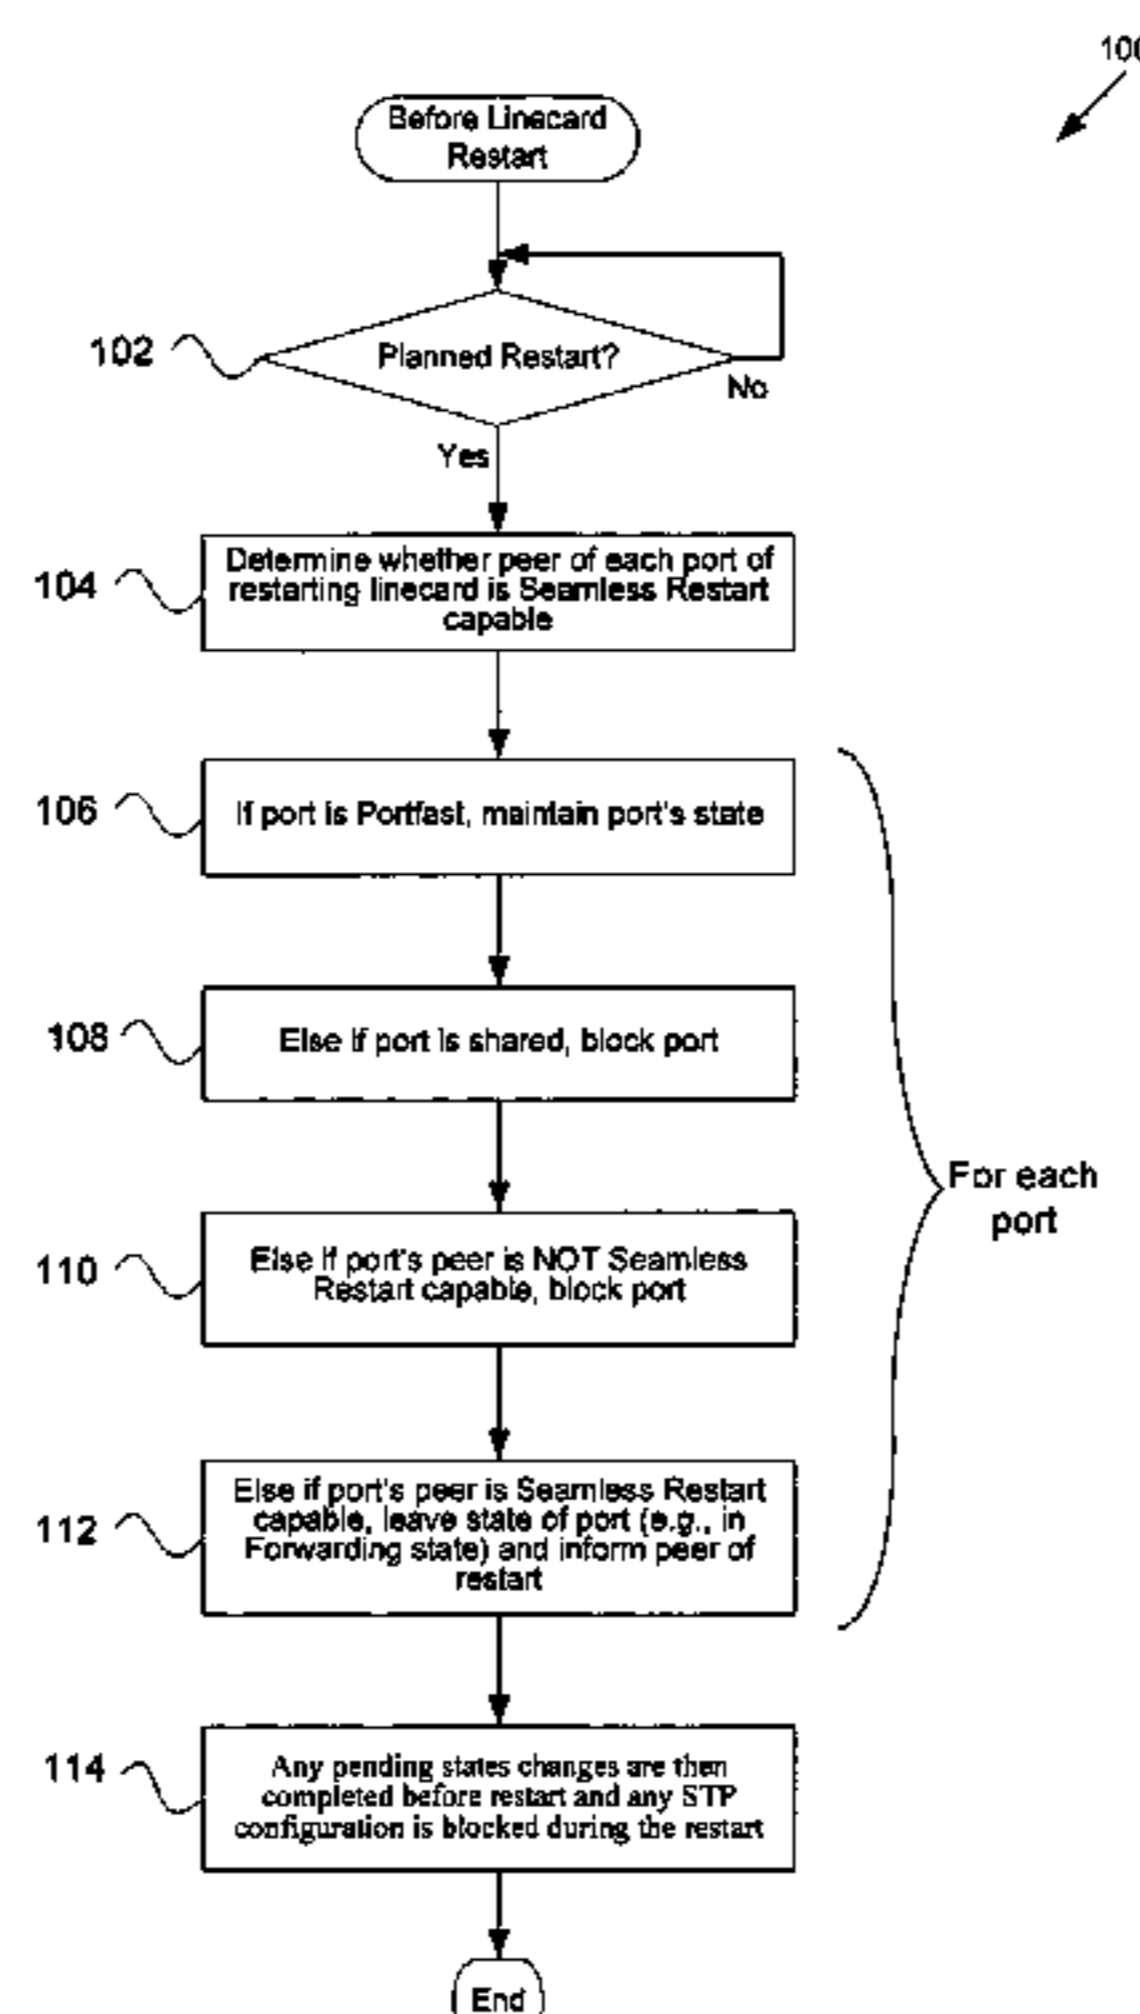 100
Before Linecard
Restart
102
Planned Restart?
No
Yes
104
Determine whether peer of each port of
restarting linecard is Seamless Restart
capable
106
If port is Portfast, maintain port's state
108
Else if port is shared, block port
For each
port
110
Else if port's peer is NOT Seamless
Restart capable, block port
112
Else if port's peer is Seamless Restart
capable, leave state of port (e.g., in
Forwarding state) and inform peer of
restart
114
Any pending states changes are then
completed before restart and any STP
configuration is blocked during the restart
End